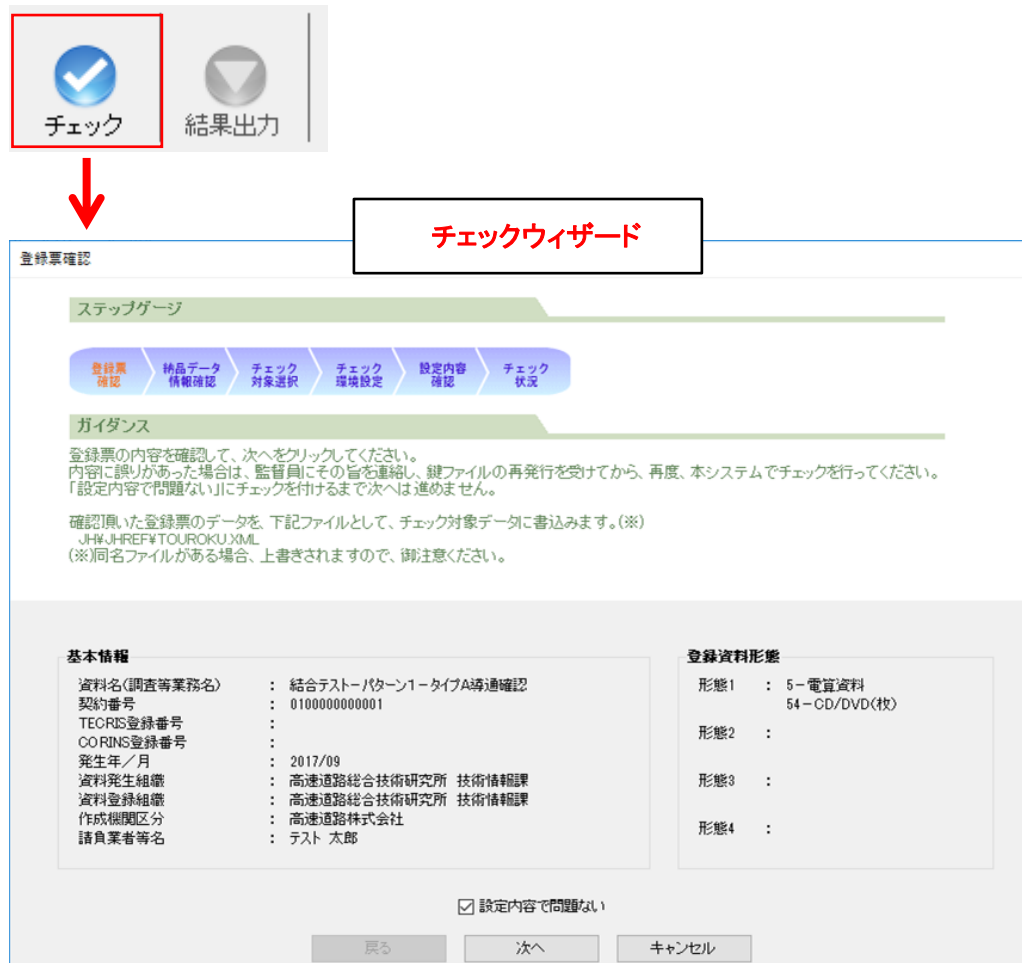 チェック
結果出力
チェックウィザード
登録票確認
ステップゲージ
登録票
確認
納品データ
情報確認
チェック
対象選択
チェック
環境設定
設定内容
確認
チェック
状況
ガイダンス
登録票の内容を確認して、次へをクリックしてください。
内容に誤りがあった場合は、監督員にその旨を連絡し、鍵ファイルの再発行を受けてから、再度、本システムでチェックを行ってください。
「設定内容で問題ない」にチェックを付けるまで次へは進めません。
確認頂いた登録票のデータを、下記ファイルとして、チェック対象データに書込みます。(※)
JH¥JHREF¥TOUROKU.XML
(※)同名ファイルがある場合、上書きされますので、御注意ください。
基本情報
資料名(調査等業務名) : 結合テストーパターン1ータイプA導通確認
契約番号 : 0100000000001
TECRIS登録番号 :
CORINS登録番号 :
発生年/月 : 2017/09
資料発生組織 : 高速道路総合技術研究所 技術情報課
資料登録組織 : 高速道路総合技術研究所 技術情報課
作成機関区分 : 高速道路株式会社
請負業者等名 : テスト 太郎
登録資料形態
形態1 : 5-電算資料
54-CD/DVD(枚)
形態2 :
形態3 :
形態4 :
設定内容で問題ない
戻る
次へ
キャンセル